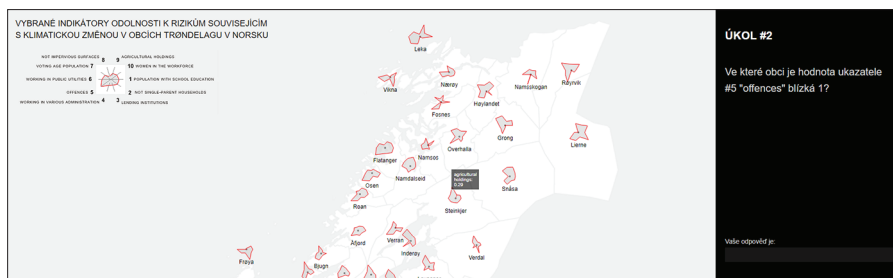 VYBRANÉ INDIKÁTORY ODOLNOSTI K RIZIKŮM SOUVISEJÍCÍM
S KLIMATICKOU ZMĚNOU V OBCÍCH TRØNDELAGU V NORSKU
NOT IMPERVIOUS SURFACES 8
9 AGRICULTURAL HOLDINGS
VOTING AGE POPULATION 7
10 WOMEN IN THE WORKFORCE
WORKING IN PUBLIC UTILITIES 6
1 POPULATION WITH SCHOOL EDUCATION
OFFENCES 5
2 NOT SINGLE-PARENT HOUSEHOLDS
WORKING IN VARIOUS ADMINISTRATION 4
3 LENDING INSTITUTIONS
Leka
Vikna
Nærøy
Namsskogan
Røyrvik
Høylandet
Fosnes
Grong
Lierne
Overhalla
Namsos
Flatanger
Namdalseid
Osen
agricultural
holdings:
0.29
Snåsa
Roan
Steinkjer
Åfjord
Verran
Inderøy
Verdal
Frøya
Bjugn
ÚKOL #2
Ve které obci je hodnota ukazatele
#5 "offences" blízká 1?
Vaše odpověď je: